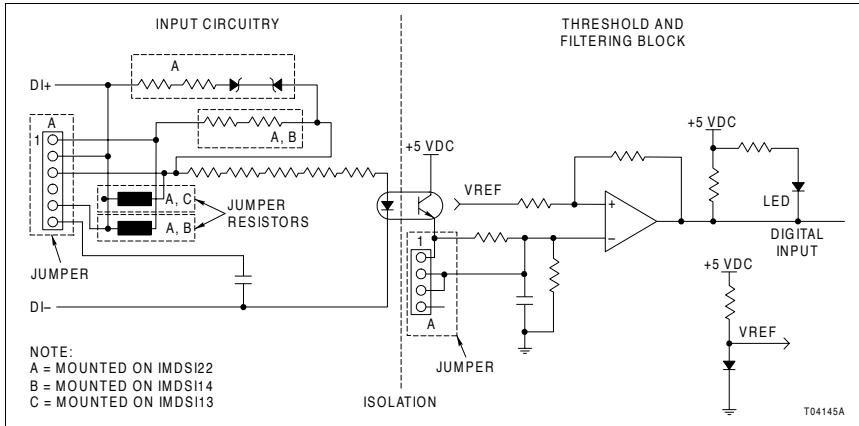 INPUT CIRCUITRY
THRESHOLD AND
FILTERING BLOCK
A
DI+
A
1
A, B
+5 VDC
+5 VDC
VREF
A, C
A, B
JUMPER
RESISTORS
+
–
LED
DIGITAL
INPUT
JUMPER
1
A
+5 VDC
VREF
DI–
JUMPER
NOTE:
A = MOUNTED ON IMDSI22
B = MOUNTED ON IMDSI14
C = MOUNTED ON IMDSI13
ISOLATION
T04145A